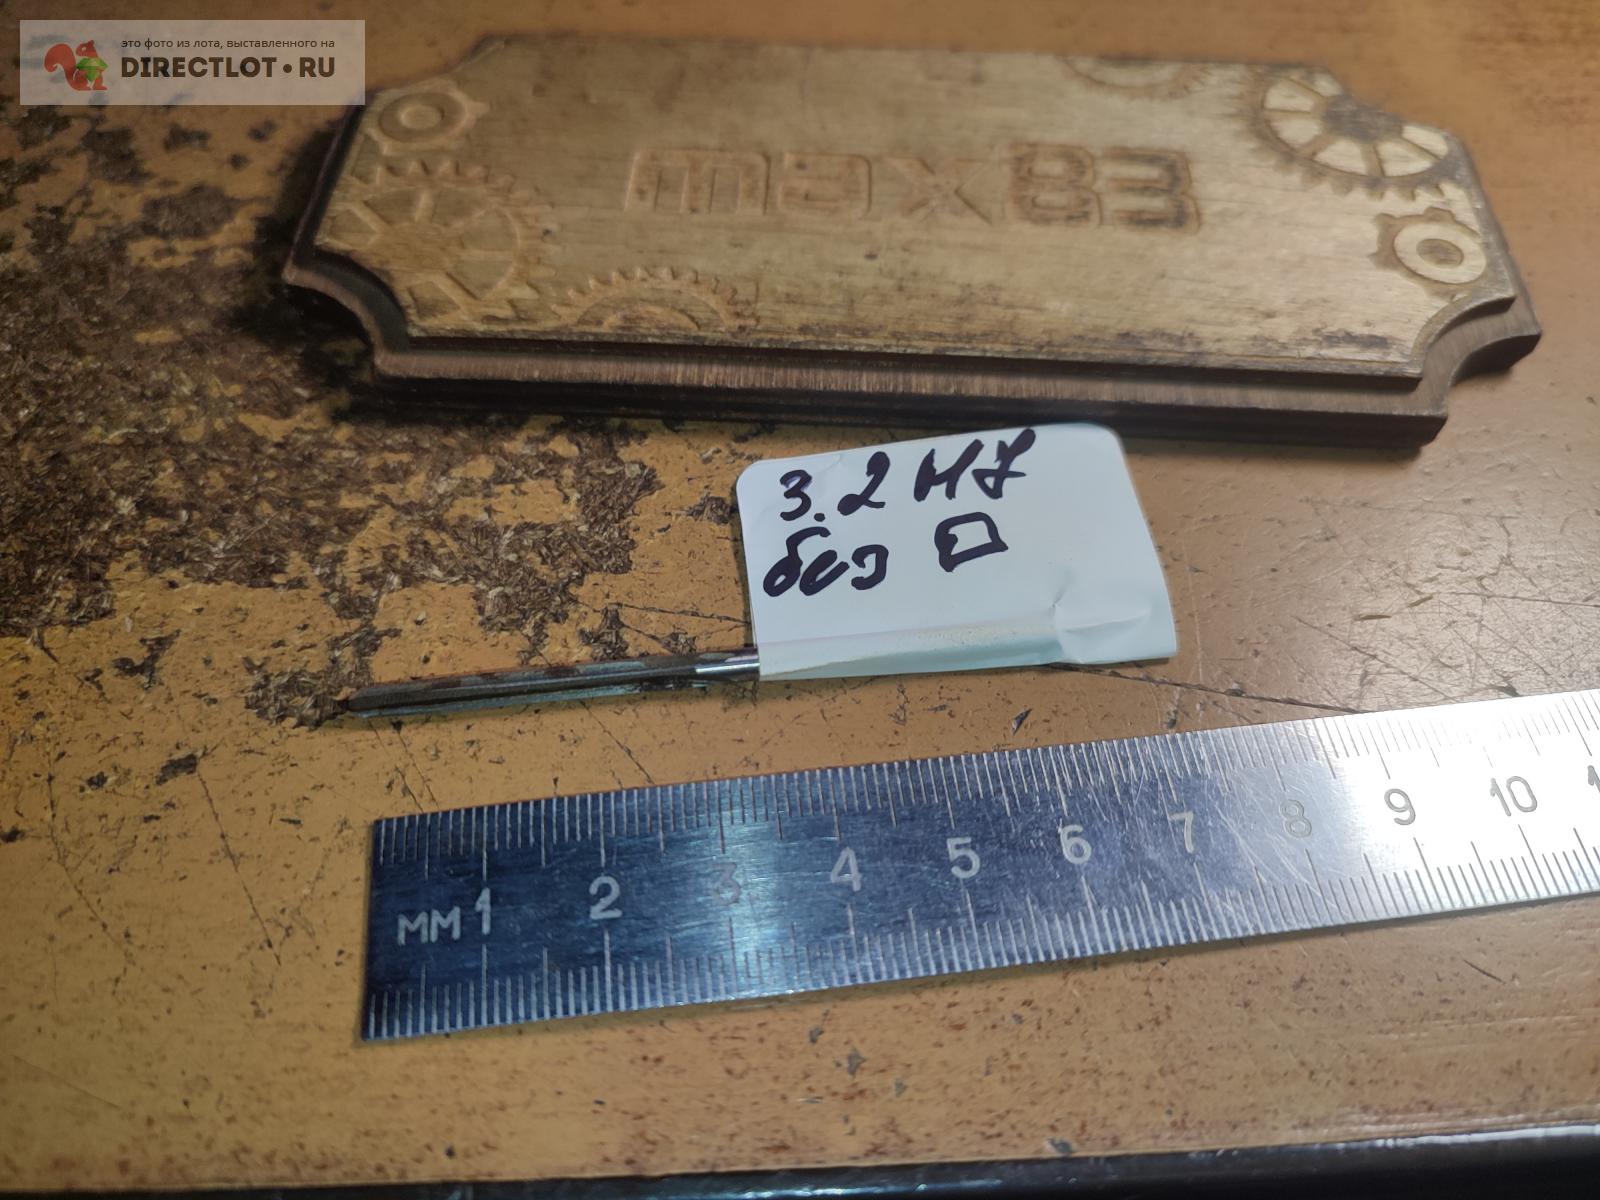 это фото из лота, выставленного на
DIRECTLOT•RU
max83
3.2 H7
без
мм 1 2 3 4 5 6 7 8 9 10